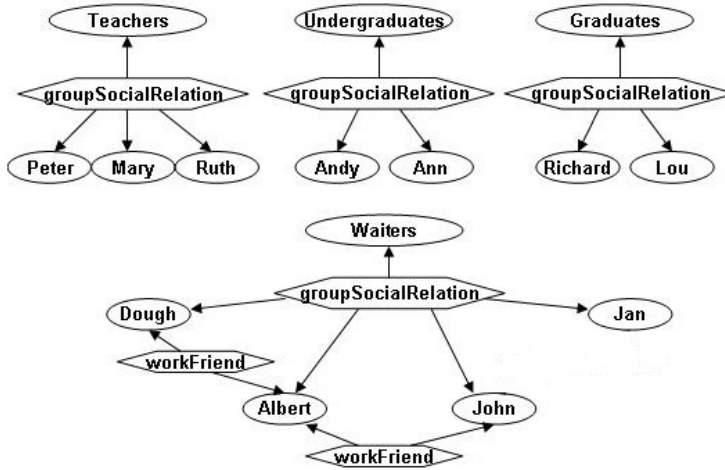 Teachers
Undergraduates
Graduates
groupSocialRelation
groupSocialRelation
groupSocialRelation
Peter
Mary
Ruth
Andy
Ann
Richard
Lou
Waiters
groupSocialRelation
Dough
Jan
workFriend
Albert
John
workFriend